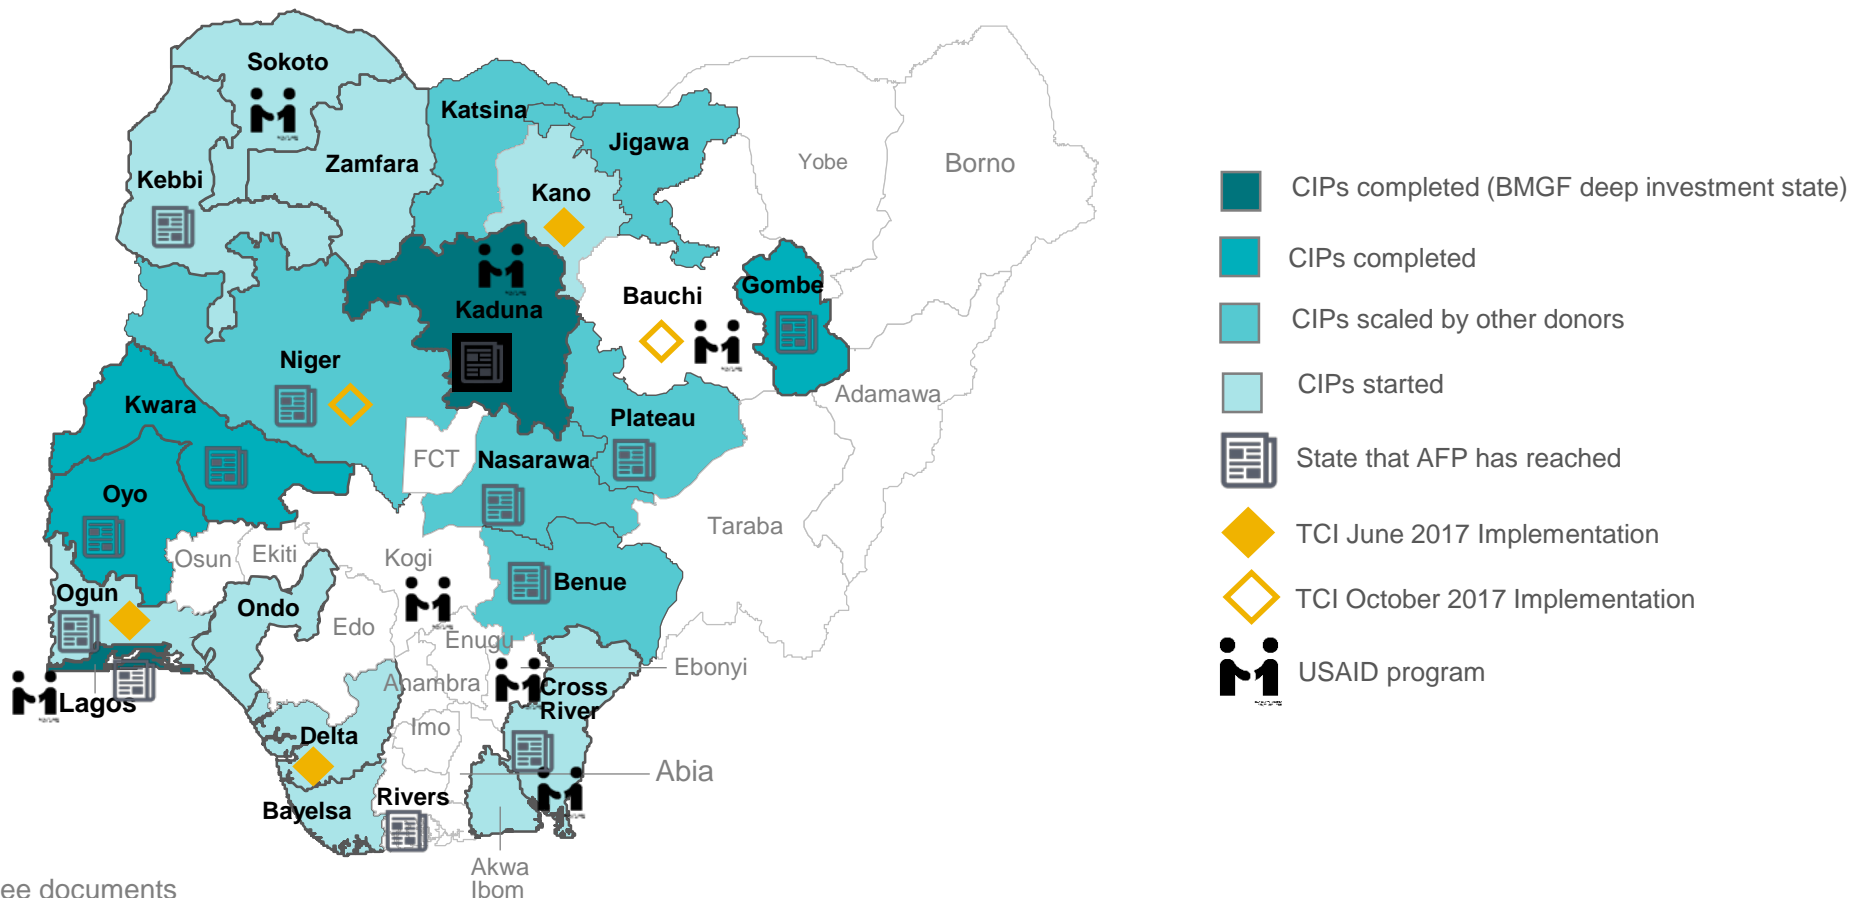 Sokoto
Katsina
Jigawa
Zamfara
Yobe
Borno
Kebbi
Kano
Bauchi
Gombe
Kaduna
Niger
Adamawa
Kwara
Plateau
FCT
Nasarawa
Oyo
Taraba
Osun
Ekiti
Kogi
Benue
Ogun
Ondo
Edo
Enugu
Ebonyi
Anambra
Cross
River
Lagos
Imo
Delta
Abia
Rivers
Bayelsa
Akwa
Ibom
ee documents
CIPs completed (BMGF deep investment state)
CIPs completed
CIPs scaled by other donors
CIPs started
State that AFP has reached
TCI June 2017 Implementation
TCI October 2017 Implementation
USAID program